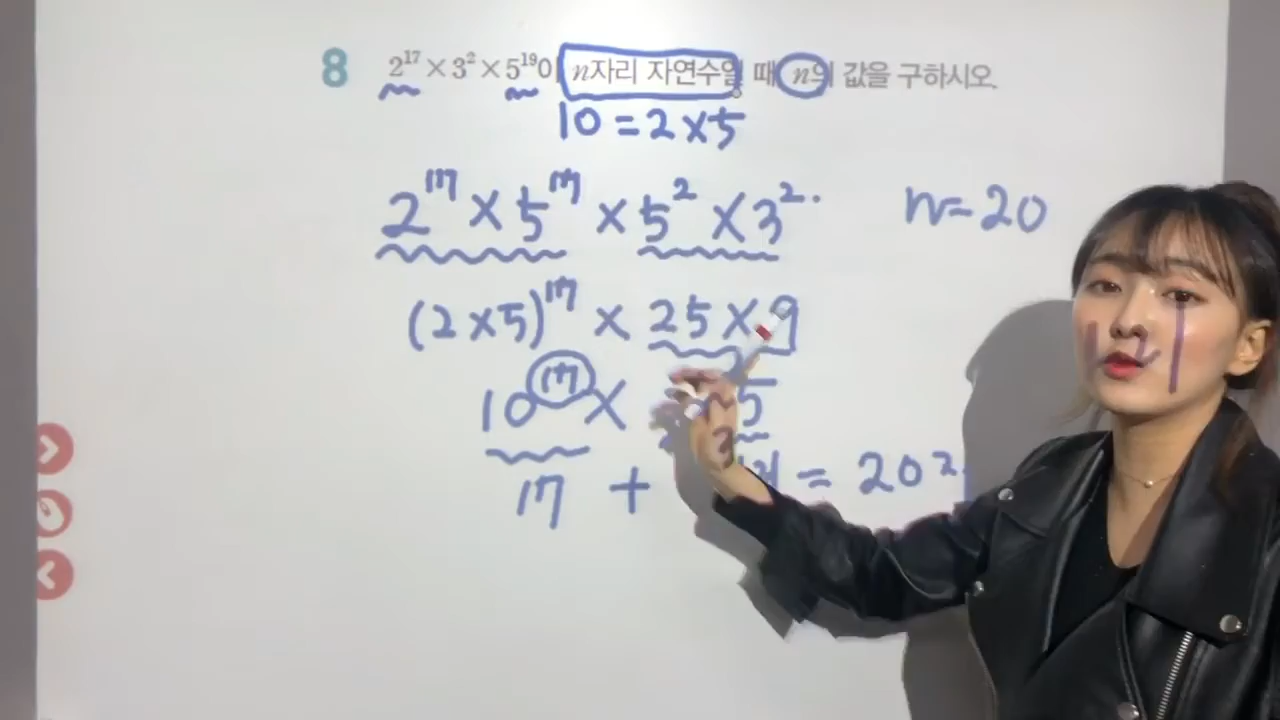 8 2¹⁷×3²×5¹⁹이 n자리 자연수일 때 n의 값을 구하시오.
10=2×5
2¹⁷×5¹⁷×5²×3².
n=20
(2×5)¹⁷×25×9
10¹⁷× 5
17 + = 20